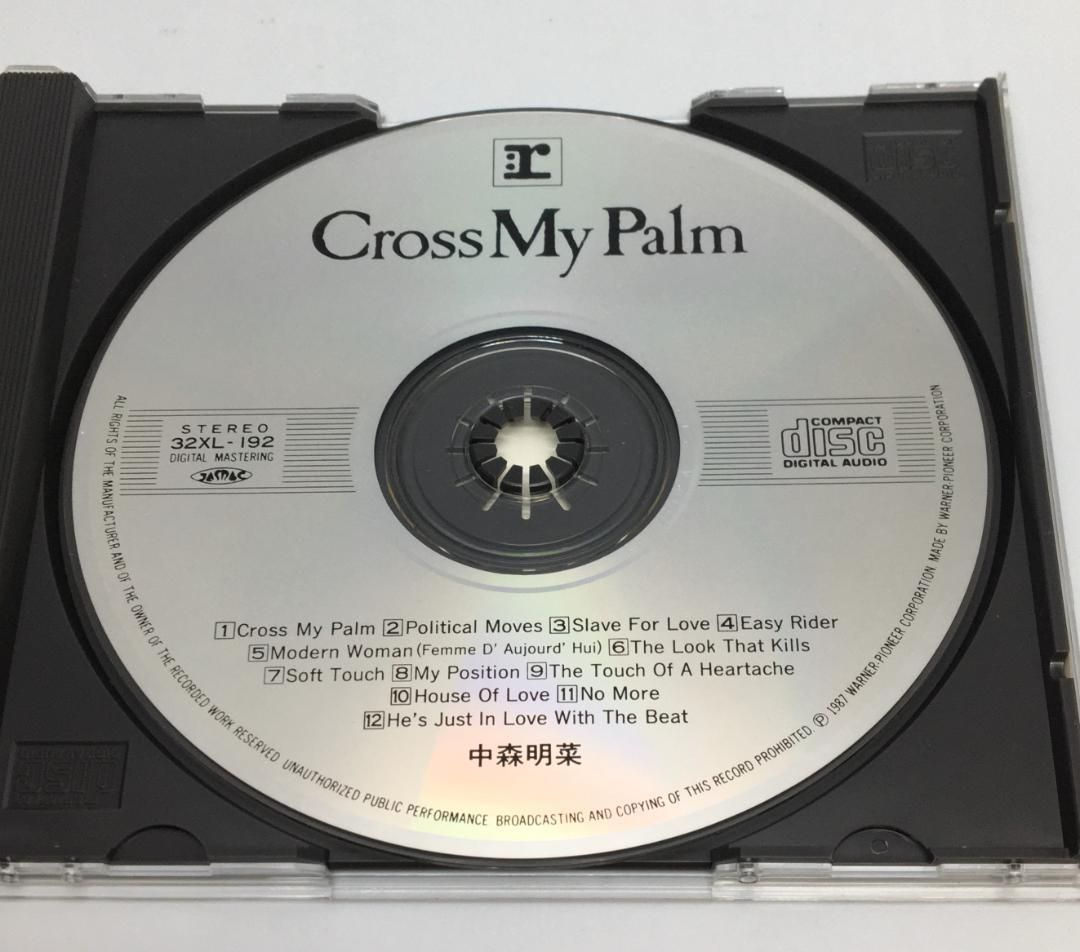 r
Cross My Palm
STEREO
32XL-192
DIGITAL MASTERING
JASRAC
COMPACT
disc
DIGITAL AUDIO
1 Cross My Palm 2 Political Moves 3 Slave For Love 4 Easy Rider
5 Modern Woman (Femme D' Aujourd' Hui) 6 The Look That Kills
7 Soft Touch 8 My Position 9 The Touch Of A Heartache
10 House Of Love 11 No More
12 He's Just In Love With The Beat
中森明菜
ALL RIGHTS OF THE MANUFACTURER AND OF THE OWNER OF THE RECORDED WORK RESERVED UNAUTHORIZED PUBLIC PERFORMANCE BROADCASTING AND COPYING OF THIS RECORD PROHIBITED ℗ 1987 WARNER-PIONEER CORPORATION. MADE BY WARNER-PIONEER CORPORATION
disc
disc